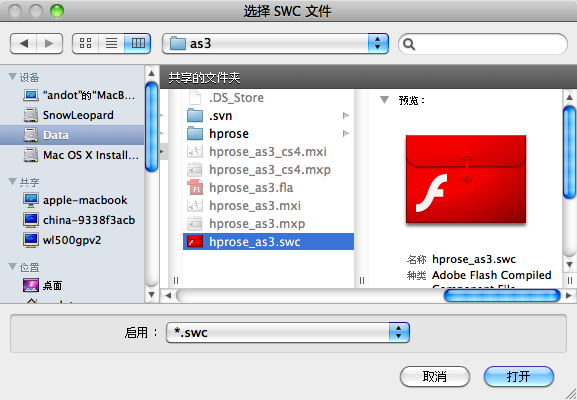 选择 SWC 文件
as3
共享的文件夹
设备
"andot"的"MacB...
SnowLeopard
Data
Mac OS X Install...
共享
apple-macbook
china-9338f3acb
wl500gpv2
位置
桌面
.DS_Store
.svn
hprose
hprose_as3_cs4.mxi
hprose_as3_cs4.mxp
hprose_as3.fla
hprose_as3.mxi
hprose_as3.mxp
hprose_as3.swc
预览：
名称 hprose_as3.swc
种类 Adobe Flash Compiled
Component File
启用： *.swc
取消
打开